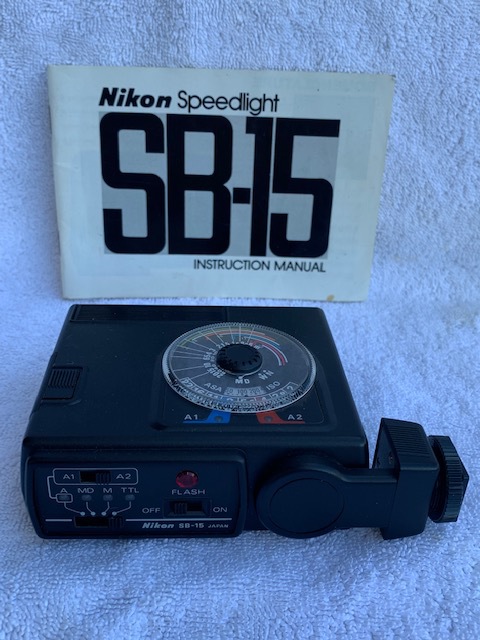 Nikon Speedlight
SB-15
INSTRUCTION MANUAL
ASA ISO
MD
A1 A2
A1 A2
A MD M TTL
FLASH
OFF ON
Nikon SB-15 JAPAN